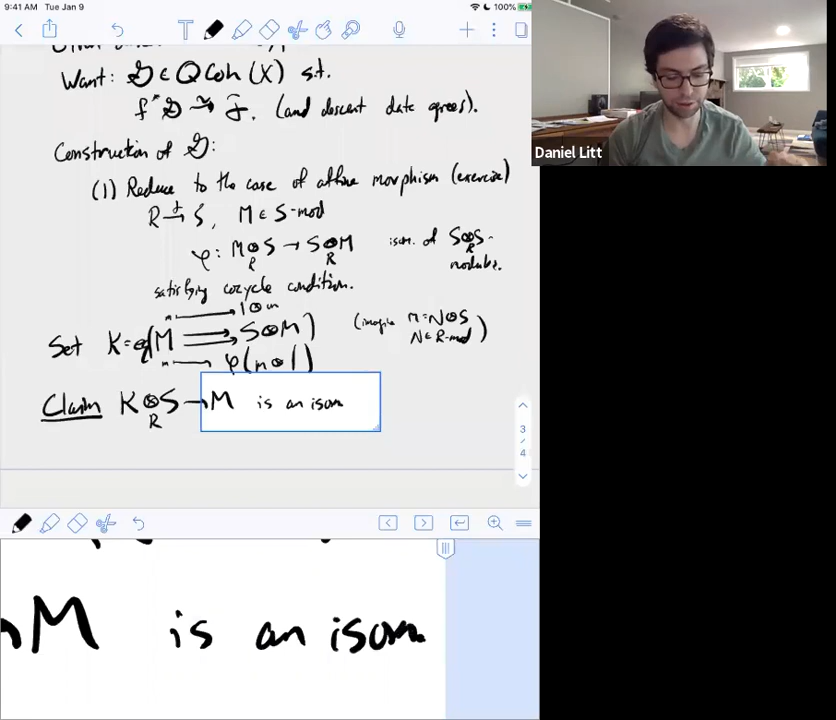 9:41 AM Tue Jan 9
100%
Want: G ∈ QCoh(X) s.t.
f*G ≅ F. (and descent data agrees).
Construction of G:
(1) Reduce to the case of affine morphism (exercise)
R →f S, M ∈ S-mod
φ: M⊗S → S⊗M isom. of S⊗S-
R R R
modules.
satisfying cocycle condition.
m → 1⊗m
Set K = eq(M ⇉ S⊗M) (imagine M=N⊗S
m → φ(m⊗1) N∈R-mod)
Claim K⊗S → M is an isom
R
3
/
4
M is an isom
Daniel Litt